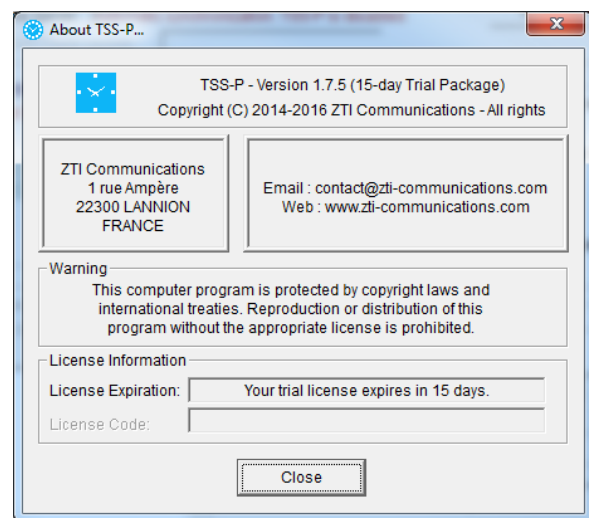 About TSS-P...
TSS-P - Version 1.7.5 (15-day Trial Package)
Copyright (C) 2014-2016 ZTI Communications - All rights
ZTI Communications
1 rue Ampère
22300 LANNION
FRANCE
Email : contact@zti-communications.com
Web : www.zti-communications.com
Warning
This computer program is protected by copyright laws and
international treaties. Reproduction or distribution of this
program without the appropriate license is prohibited.
License Information
License Expiration: Your trial license expires in 15 days.
License Code:
Close